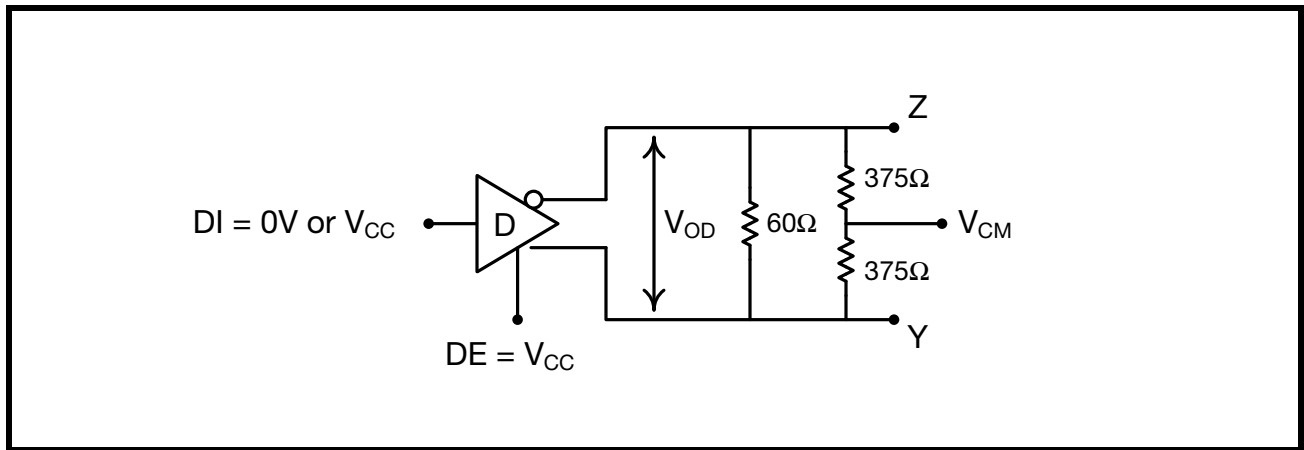 Z
375Ω
DI = 0V or VCC
D
VOD
60Ω
VCM
375Ω
Y
DE = VCC